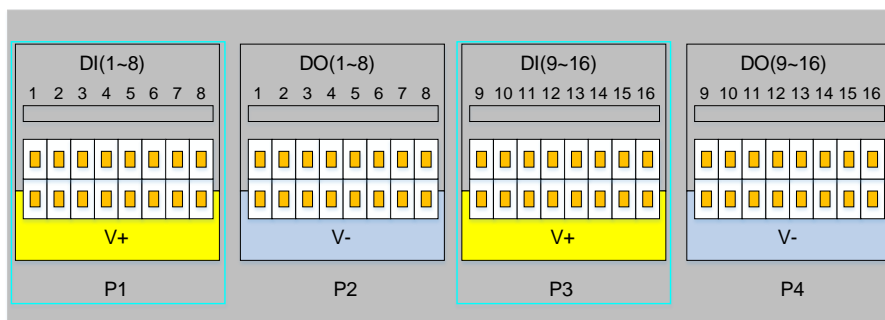 DI(1~8) DO(1~8) DI(9~16) DO(9~16)
1 2 3 4 5 6 7 8 1 2 3 4 5 6 7 8 9 10 11 12 13 14 15 16 9 10 11 12 13 14 15 16
V+ V- V+ V-
P1 P2 P3 P4